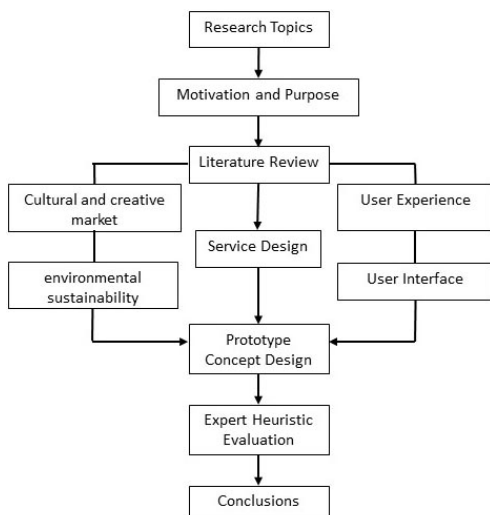 Research Topics
Motivation and Purpose
Literature Review
Cultural and creative
market
User Experience
Service Design
environmental
sustainability
User Interface
Prototype
Concept Design
Expert Heuristic
Evaluation
Conclusions